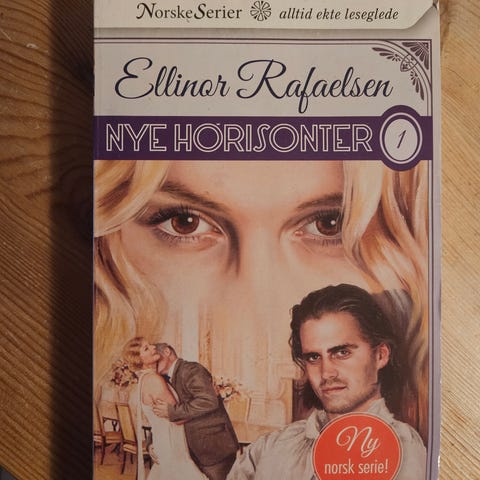 NorskeSerier alltid ekte leseglede
Ellinor Rafaelsen
NYE HORISONTER 1
Ny
norsk serie!